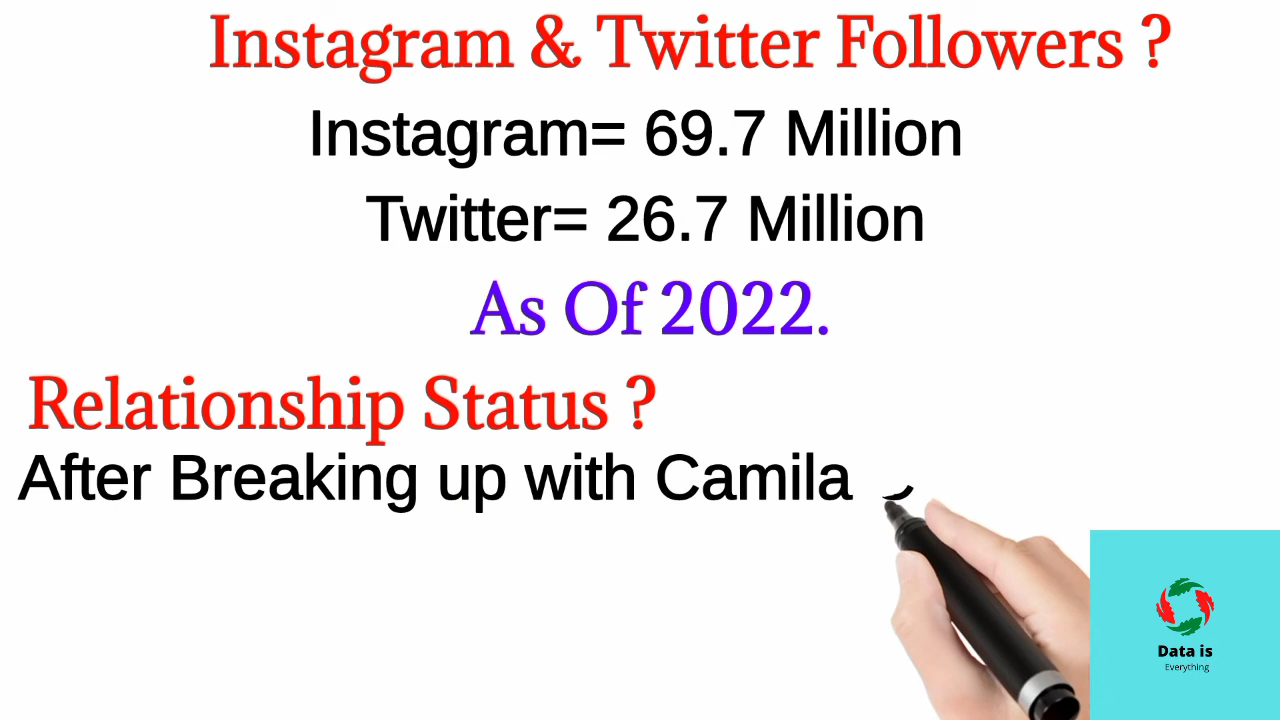 Instagram & Twitter Followers ?
Instagram= 69.7 Million
Twitter= 26.7 Million
As Of 2022.
Relationship Status ?
After Breaking up with Camila
Data is
Everything